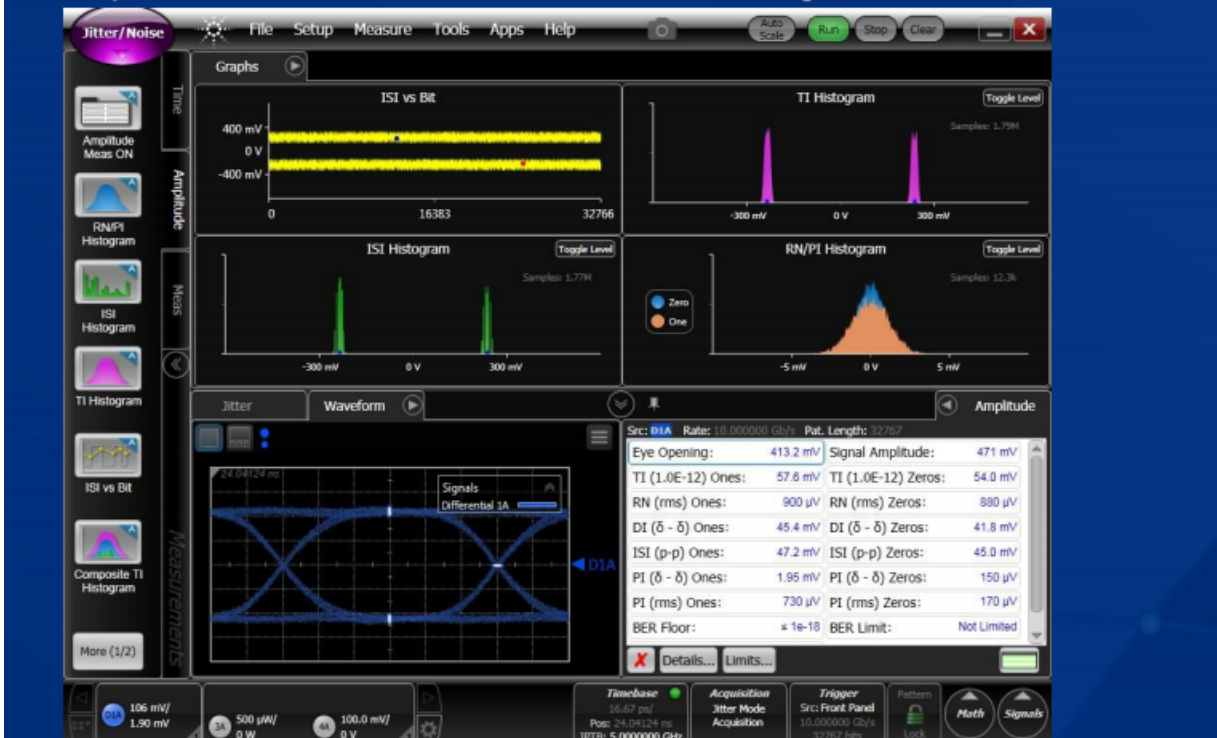 Jitter/Noise
File Setup Measure Tools Apps Help
Auto Scale
Run
Stop
Clear
Graphs
Time
Amplitude
Meas
Measurements
Amplitude Meas ON
RN/PI Histogram
ISI Histogram
TI Histogram
ISI vs Bit
Composite TI Histogram
More (1/2)
ISI vs Bit
400 mV
0 V
-400 mV
0 16383 32766
TI Histogram
Toggle Level
Samples: 1.79M
-300 mV 0 V 300 mV
ISI Histogram
Toggle Level
Samples: 1.77M
-300 mV 0 V 300 mV
RN/PI Histogram
Toggle Level
Samples: 12.3k
Zero
One
-5 mV 0 V 5 mV
Jitter
Waveform
24.04124 ns
Signals
Differential 1A
D1A
Amplitude
Src: D1A Rate: 10.000000 Gb/s Pat. Length: 32767
Eye Opening: 413.2 mV Signal Amplitude: 471 mV
TI (1.0E-12) Ones: 57.6 mV TI (1.0E-12) Zeros: 54.0 mV
RN (rms) Ones: 900 µV RN (rms) Zeros: 880 µV
DI (δ - δ) Ones: 45.4 mV DI (δ - δ) Zeros: 41.8 mV
ISI (p-p) Ones: 47.2 mV ISI (p-p) Zeros: 45.0 mV
PI (δ - δ) Ones: 1.95 mV PI (δ - δ) Zeros: 150 µV
PI (rms) Ones: 730 µV PI (rms) Zeros: 170 µV
BER Floor: ≤ 1e-18 BER Limit: Not Limited
Details... Limits...
D1A 106 mV/
1.90 mV
3A 500 µW/
0 W
4A 100.0 mV/
0 V
Timebase
16.67 ps/
Pos: 24.04124 ns
IPTB: 5.0000000 GHz
Acquisition
Jitter Mode
Acquisition
Trigger
Src: Front Panel
10.000000 Gb/s
32767 bits
Pattern
Lock
Math
Signals